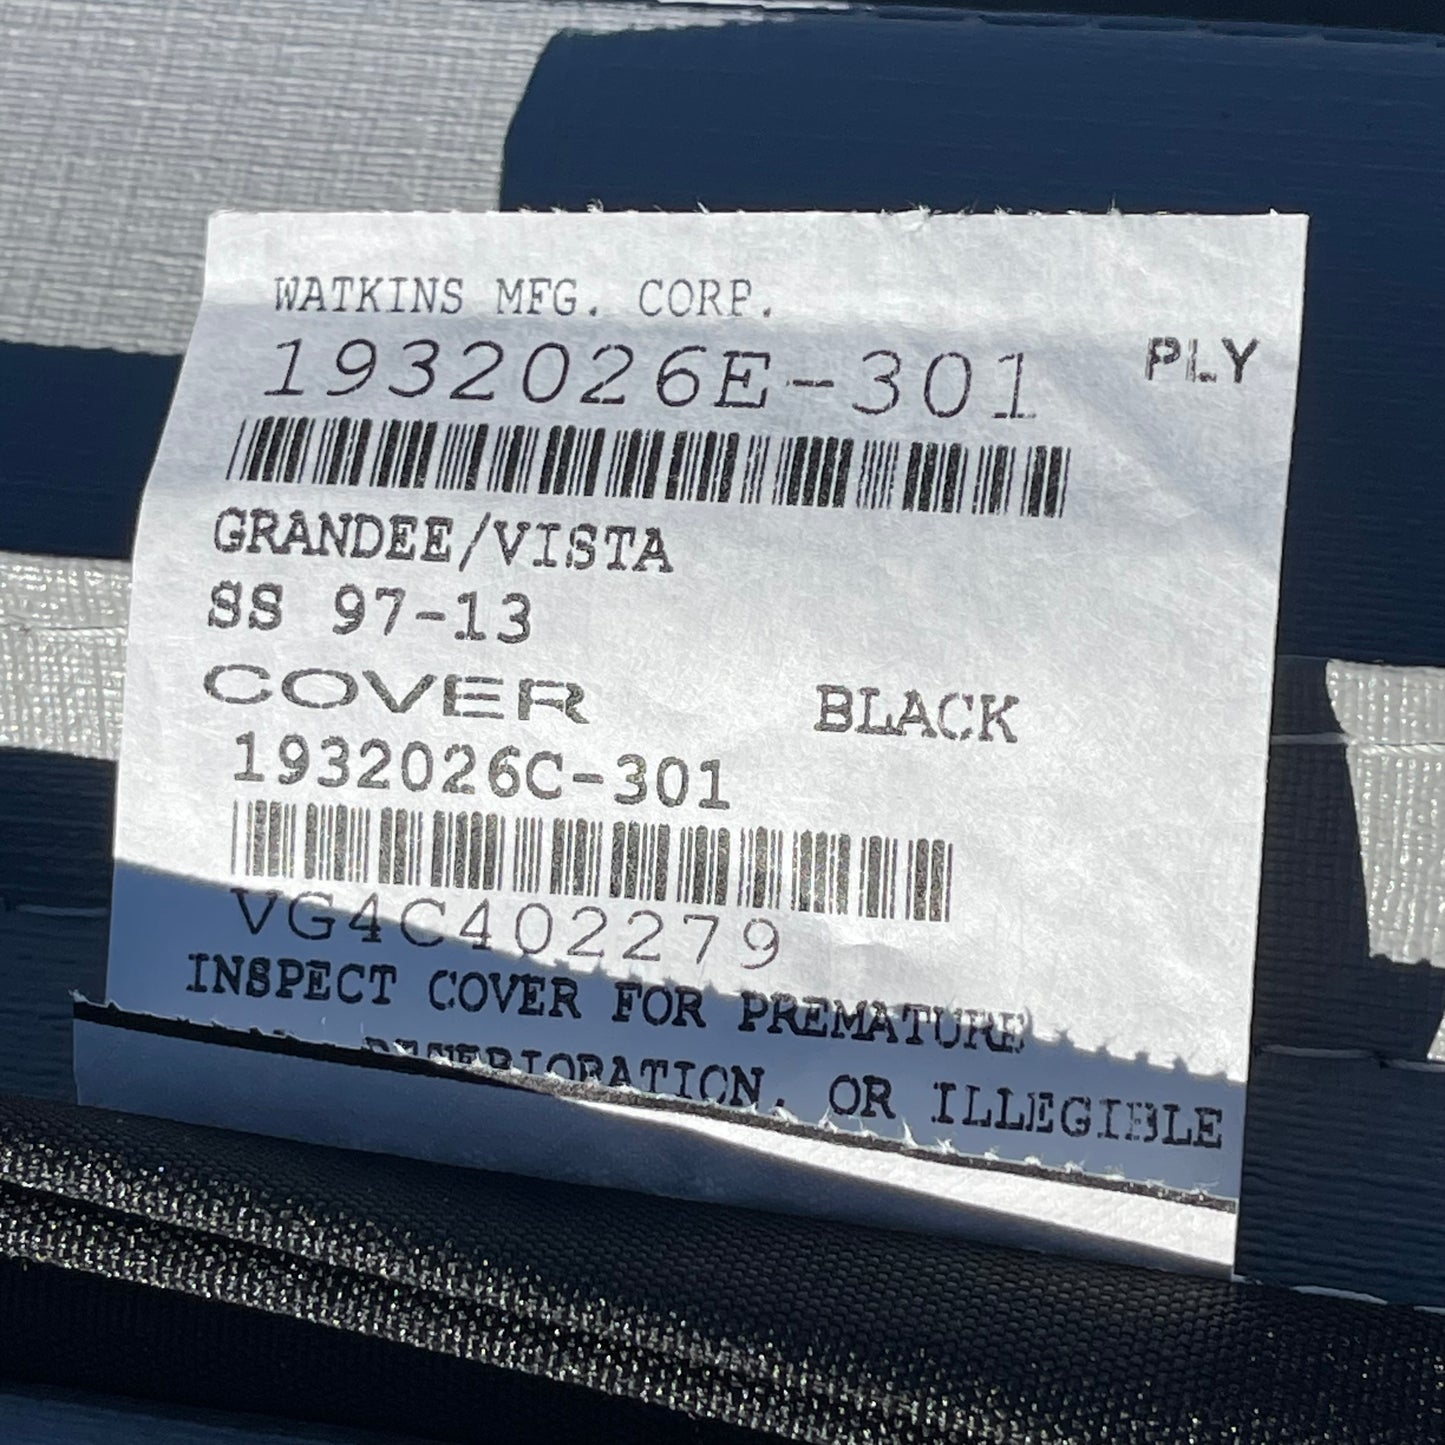 WATKINS MFG. CORP.
1932026E-301
PLY
GRANDEE/VISTA
SS 97-13
COVER BLACK
1932026C-301
VG4C402279
INSPECT COVER FOR PREMATURE
DETERIORATION, OR ILLEGIBLE